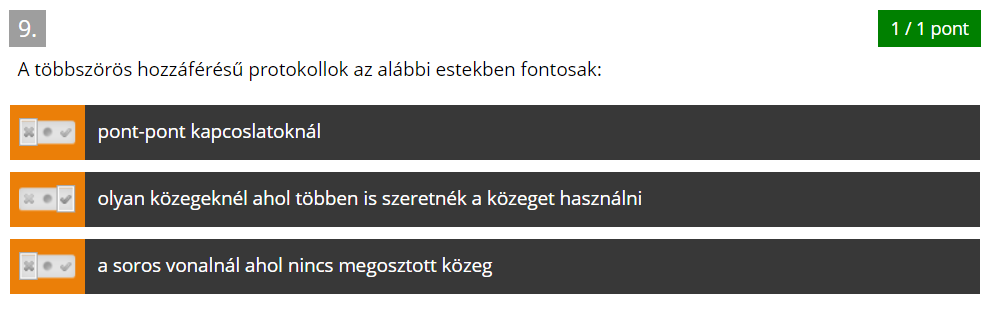 9.
1 / 1 pont
A többszörös hozzáférésű protokollok az alábbi estekben fontosak:
pont-pont kapcoslatoknál
olyan közegeknél ahol többen is szeretnék a közeget használni
a soros vonalnál ahol nincs megosztott közeg